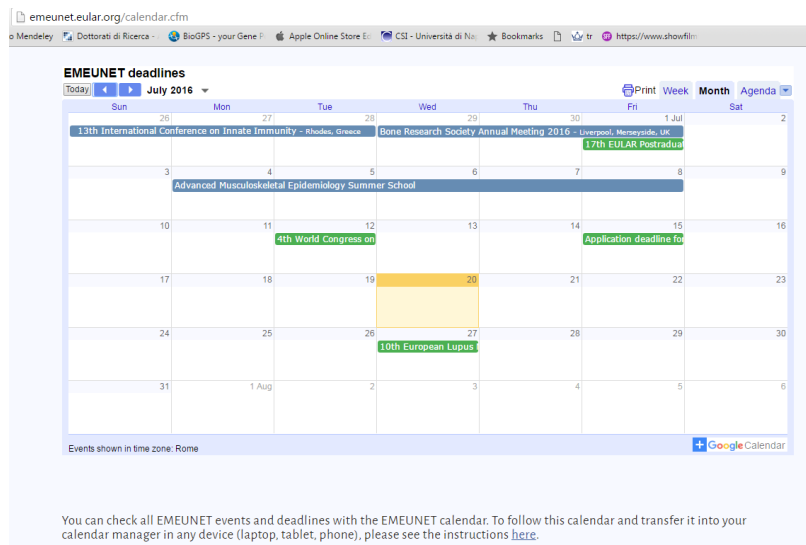 emeunet.eular.org/calendar.cfm
o Mendeley Dottorati di Ricerca - BioGPS - your Gene P Apple Online Store Ed CSI - Università di Na Bookmarks tr https://www.showfilm
EMEUNET deadlines
Today July 2016 Print Week Month Agenda
Sun Mon Tue Wed Thu Fri Sat
26 27 28 29 30 1 Jul 2
13th International Conference on Innate Immunity - Rhodes, Greece Bone Research Society Annual Meeting 2016 - Liverpool, Merseyside, UK
17th EULAR Postradua
3 4 5 6 7 8 9
Advanced Musculoskeletal Epidemiology Summer School
10 11 12 13 14 15 16
4th World Congress on Application deadline for
17 18 19 20 21 22 23
24 25 26 27 28 29 30
10th European Lupus
31 1 Aug 2 3 4 5 6
Events shown in time zone: Rome
Google Calendar
You can check all EMEUNET events and deadlines with the EMEUNET calendar. To follow this calendar and transfer it into your
calendar manager in any device (laptop, tablet, phone), please see the instructions here.